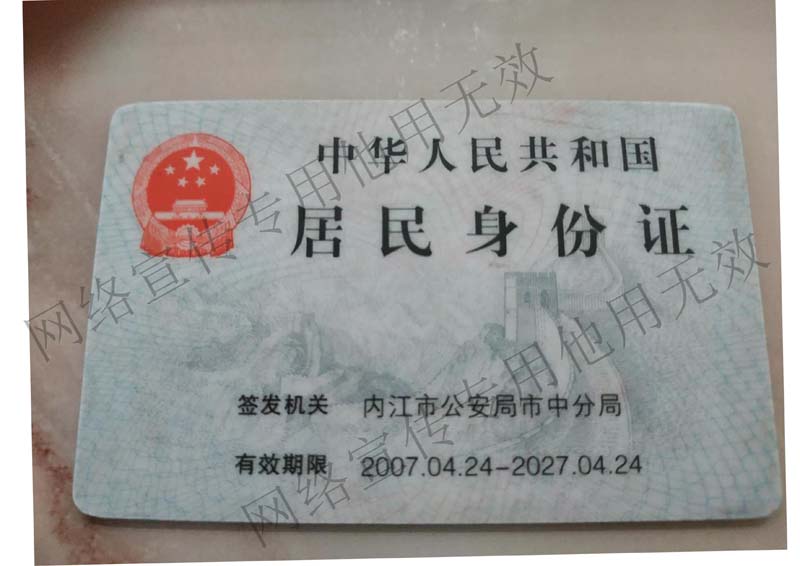 中华人民共和国
居民身份证
签发机关 内江市公安局市中分局
有效期限 2007.04.24-2027.04.24
网络宣传专用他用无效
网络宣传专用他用无效